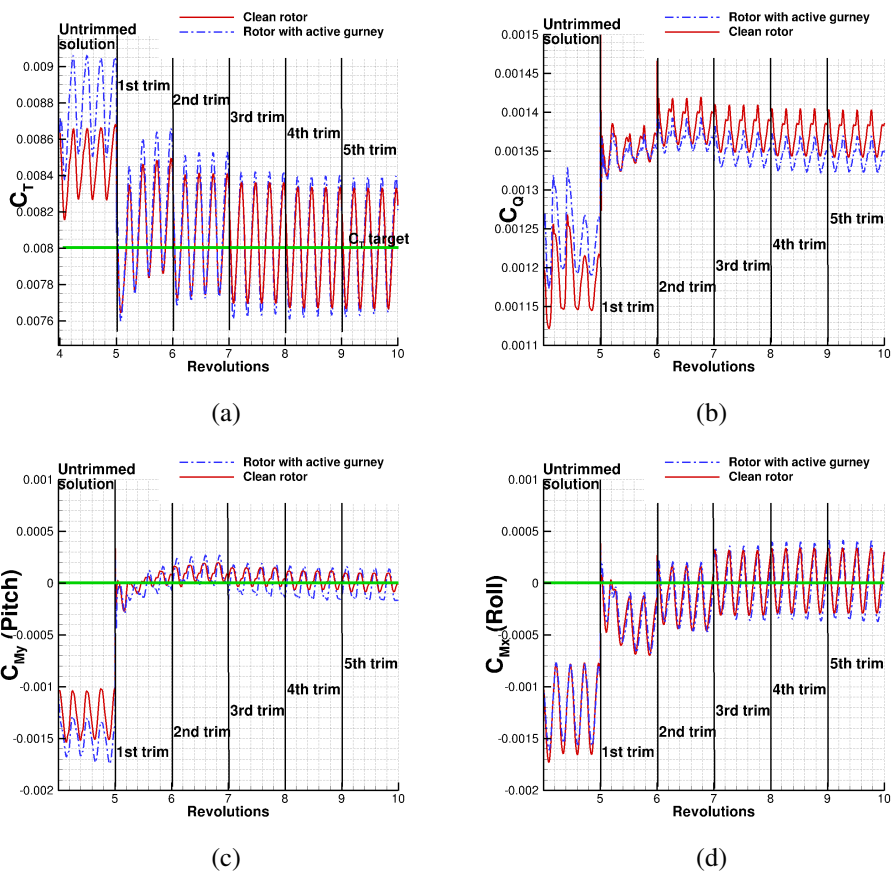 Clean rotor
Rotor with active gurney
Untrimmed
solution
0.009
0.0088
0.0086
0.0084
0.0082
0.008
0.0078
0.0076
1st trim
2nd trim
3rd trim
4th trim
5th trim
C_T target
C_T
4 5 6 7 8 9 10
Revolutions
(a)
Rotor with active gurney
Clean rotor
Untrimmed
solution
0.0015
0.00145
0.0014
0.00135
0.0013
0.00125
0.0012
0.00115
0.0011
5th trim
4th trim
3rd trim
2nd trim
1st trim
C_Q
5 6 7 8 9 10
Revolutions
(b)
Rotor with active gurney
Clean rotor
Untrimmed
solution
0.001
0.0005
0
-0.0005
-0.001
-0.0015
-0.002
5th trim
4th trim
3rd trim
2nd trim
1st trim
C_My (Pitch)
5 6 7 8 9 10
Revolutions
(c)
Rotor with active gurney
Clean rotor
Untrimmed
solution
0.001
0.0005
0
-0.0005
-0.001
-0.0015
-0.002
5th trim
4th trim
3rd trim
2nd trim
1st trim
C_Mx (Roll)
5 6 7 8 9 10
Revolutions
(d)